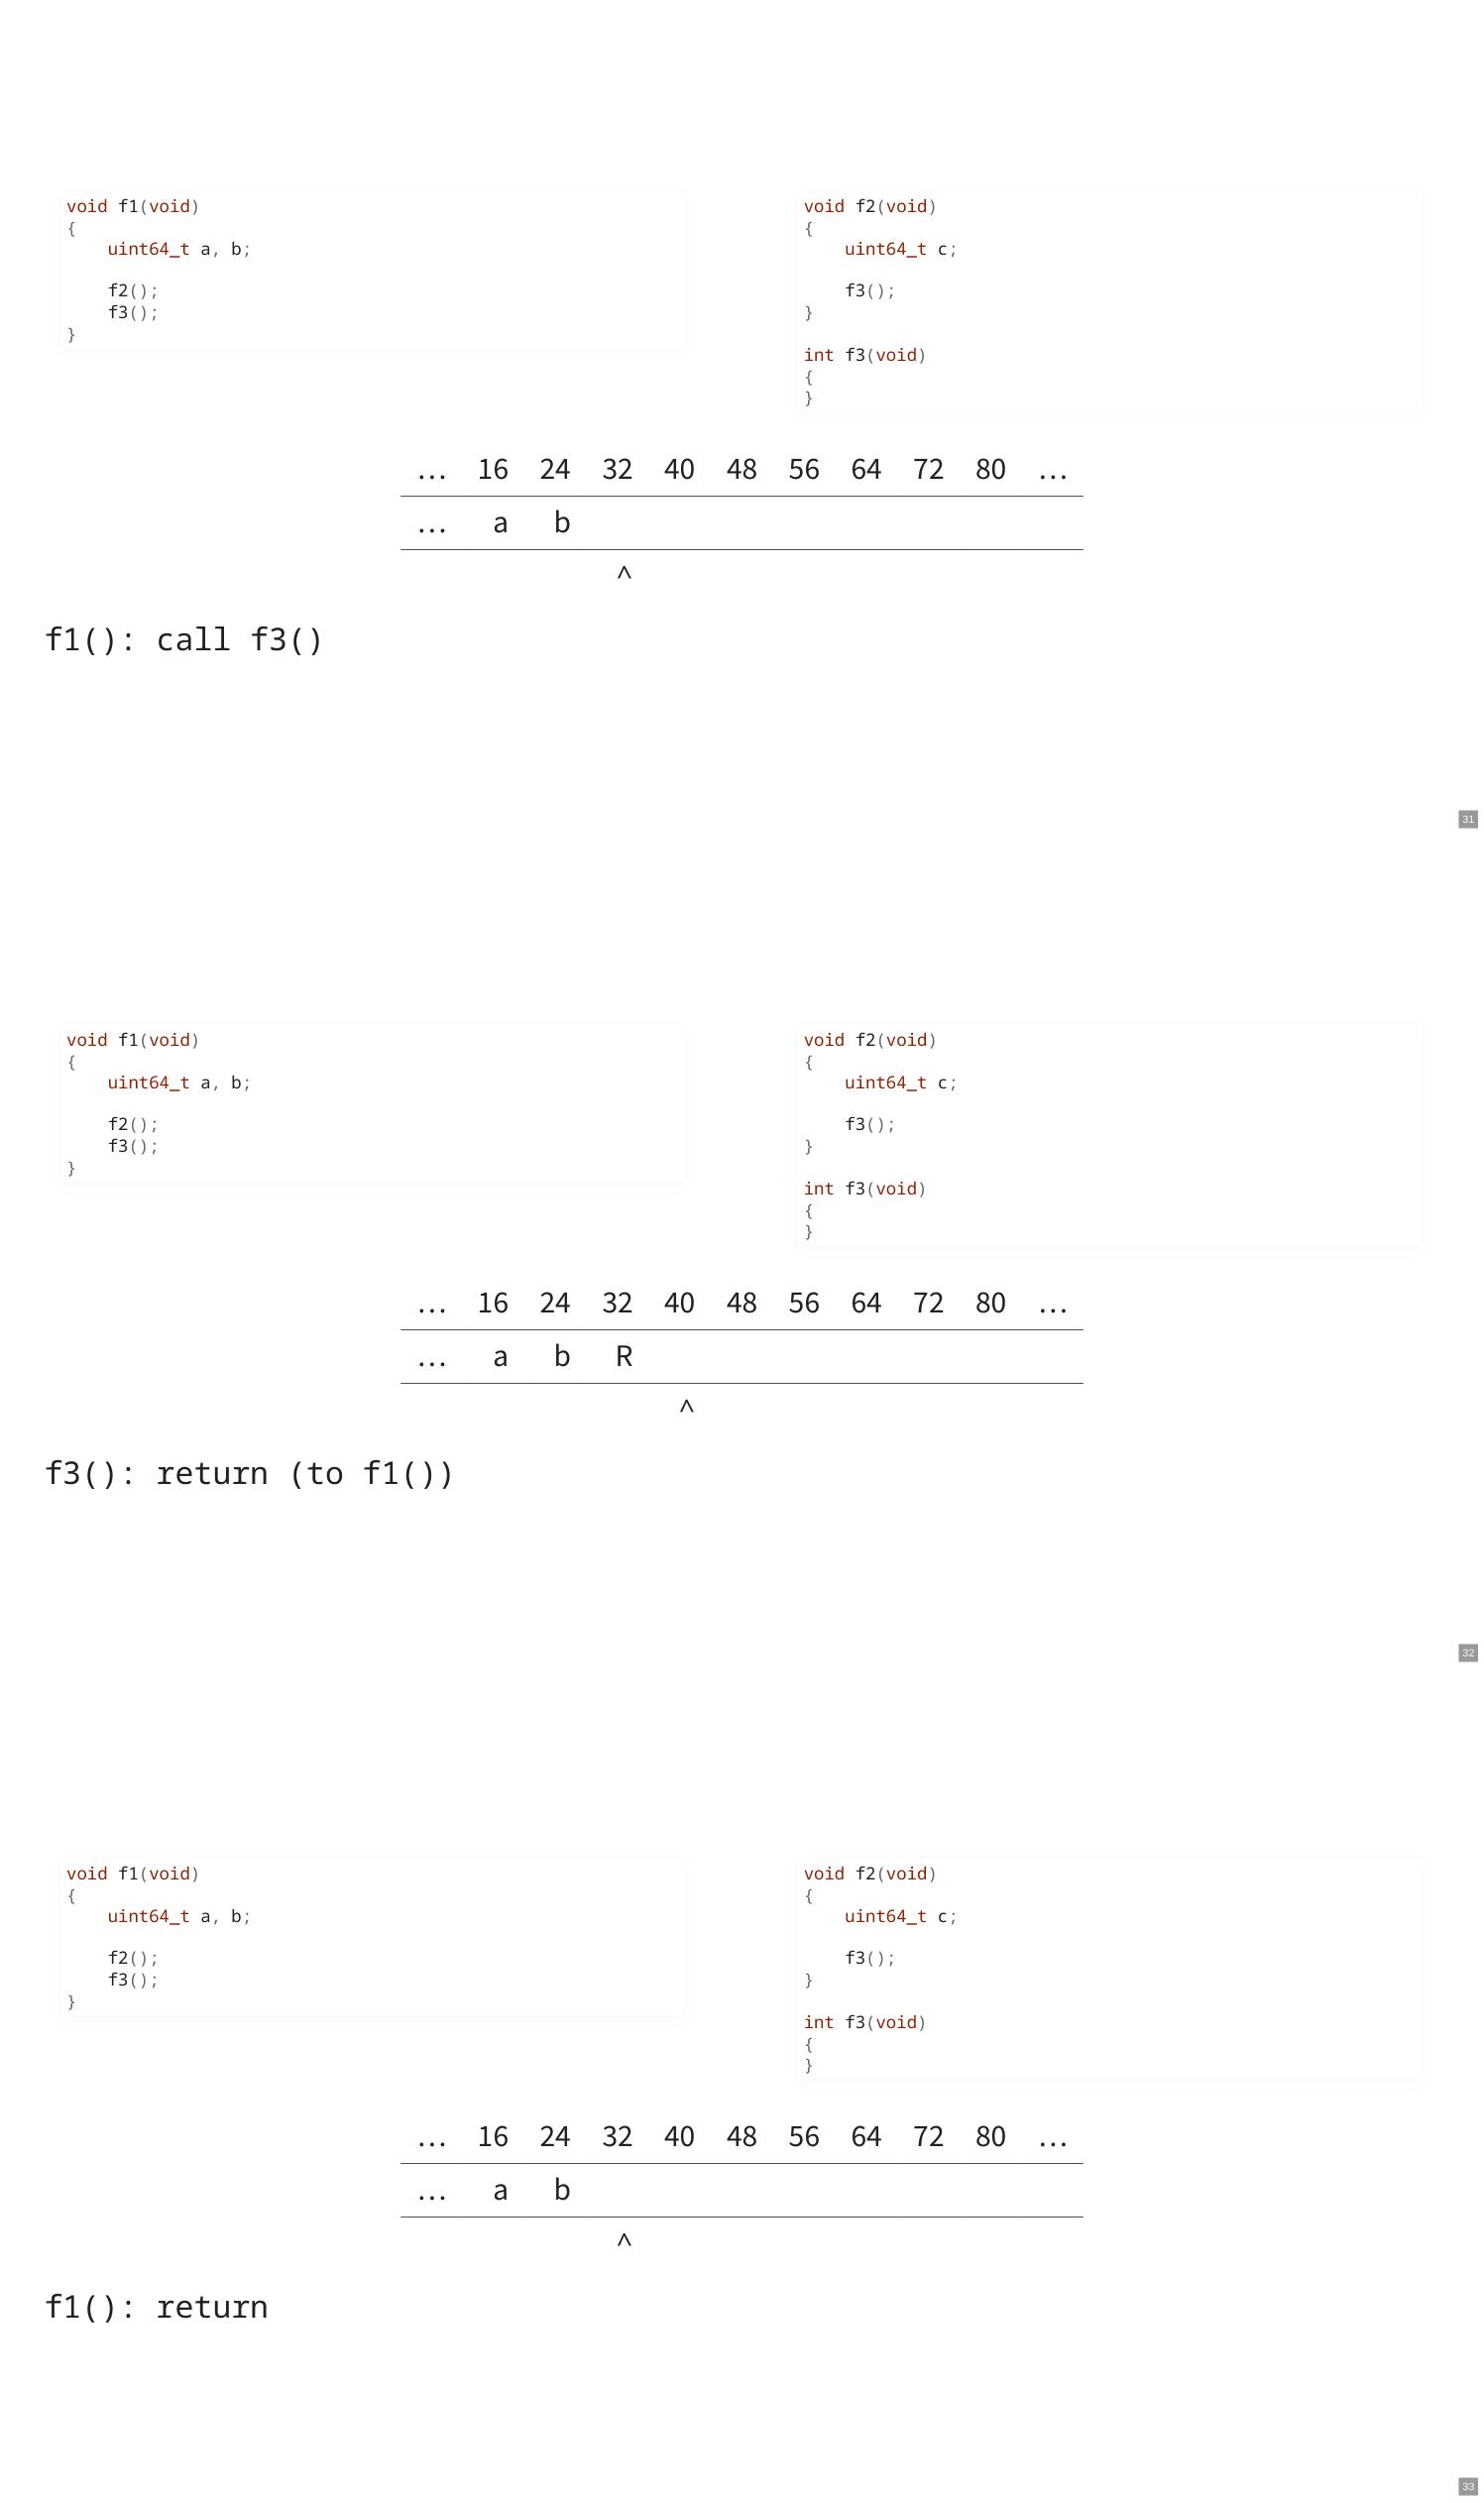 void f1(void)
{
    uint64_t a, b;

    f2();
    f3();
}
void f2(void)
{
    uint64_t c;

    f3();
}

int f3(void)
{
}
... 16 24 32 40 48 56 64 72 80 ...
... a b
^
f1(): call f3()
31
void f1(void)
{
    uint64_t a, b;

    f2();
    f3();
}
void f2(void)
{
    uint64_t c;

    f3();
}

int f3(void)
{
}
... 16 24 32 40 48 56 64 72 80 ...
... a b R
^
f3(): return (to f1())
32
void f1(void)
{
    uint64_t a, b;

    f2();
    f3();
}
void f2(void)
{
    uint64_t c;

    f3();
}

int f3(void)
{
}
... 16 24 32 40 48 56 64 72 80 ...
... a b
^
f1(): return
33